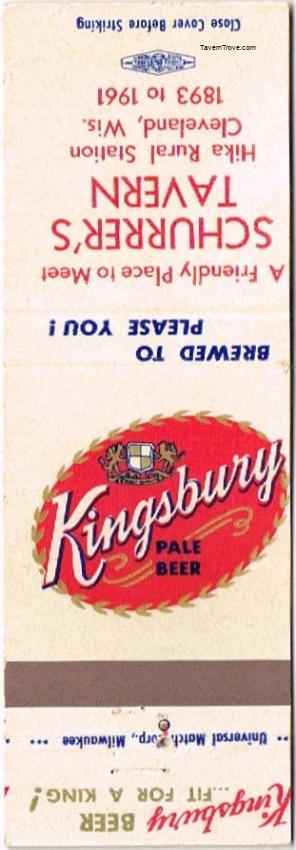 TavernTrove.com
Close Cover Before Striking
A Friendly Place to Meet
SCHURRER'S
TAVERN
Hika Rural Station
Cleveland, Wis.
1893 to 1961
BREWED TO
PLEASE YOU!
Kingsbury
PALE
BEER
Universal Match Corp., Milwaukee
Kingsbury BEER
...FIT FOR A KING!